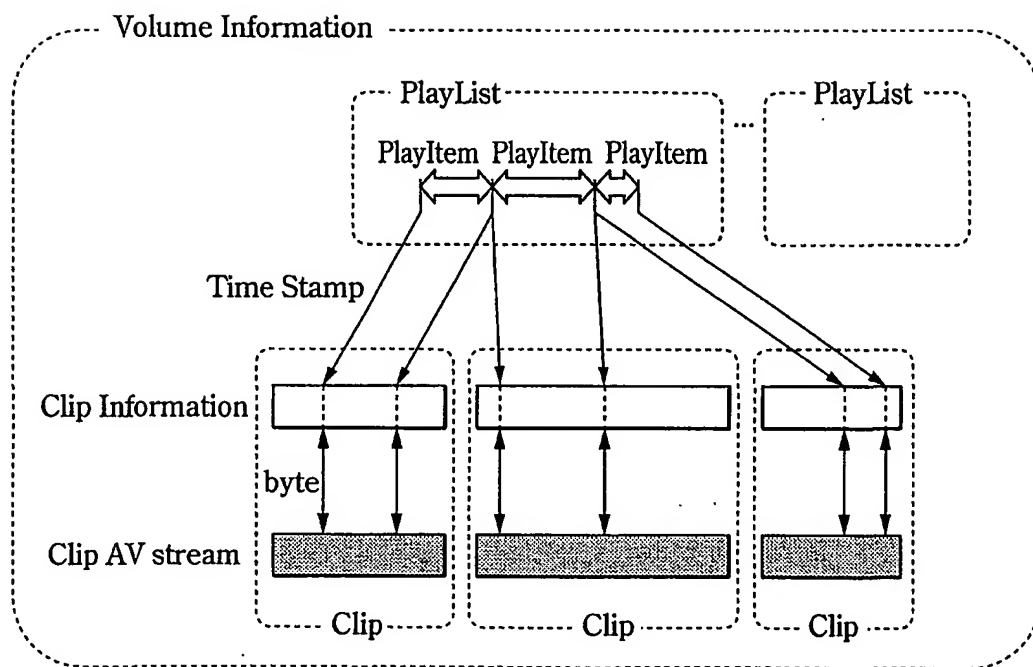 Volume Information
PlayList
PlayList
...
PlayItem PlayItem PlayItem
Time Stamp
Clip Information
byte
Clip AV stream
Clip
Clip
Clip